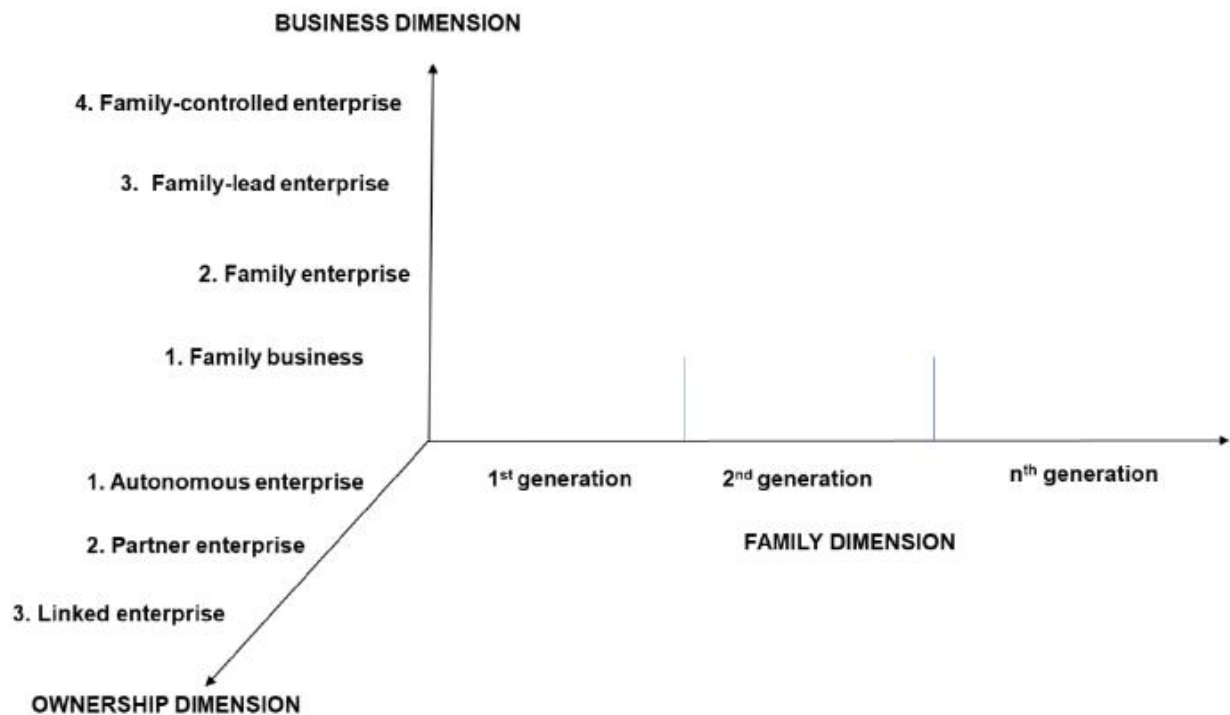 BUSINESS DIMENSION
4. Family-controlled enterprise
3. Family-lead enterprise
2. Family enterprise
1. Family business
1. Autonomous enterprise
2. Partner enterprise
3. Linked enterprise
OWNERSHIP DIMENSION
1st generation
2nd generation
nth generation
FAMILY DIMENSION